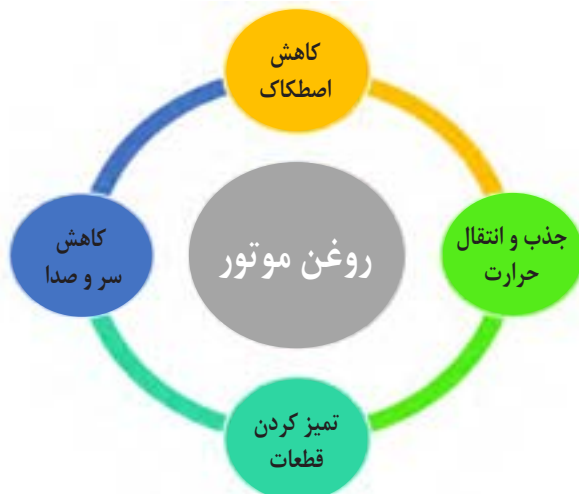 کاهش
اصطکاک
جذب و انتقال
حرارت
روغن موتور
کاهش
سر و صدا
تمیز کردن
قطعات